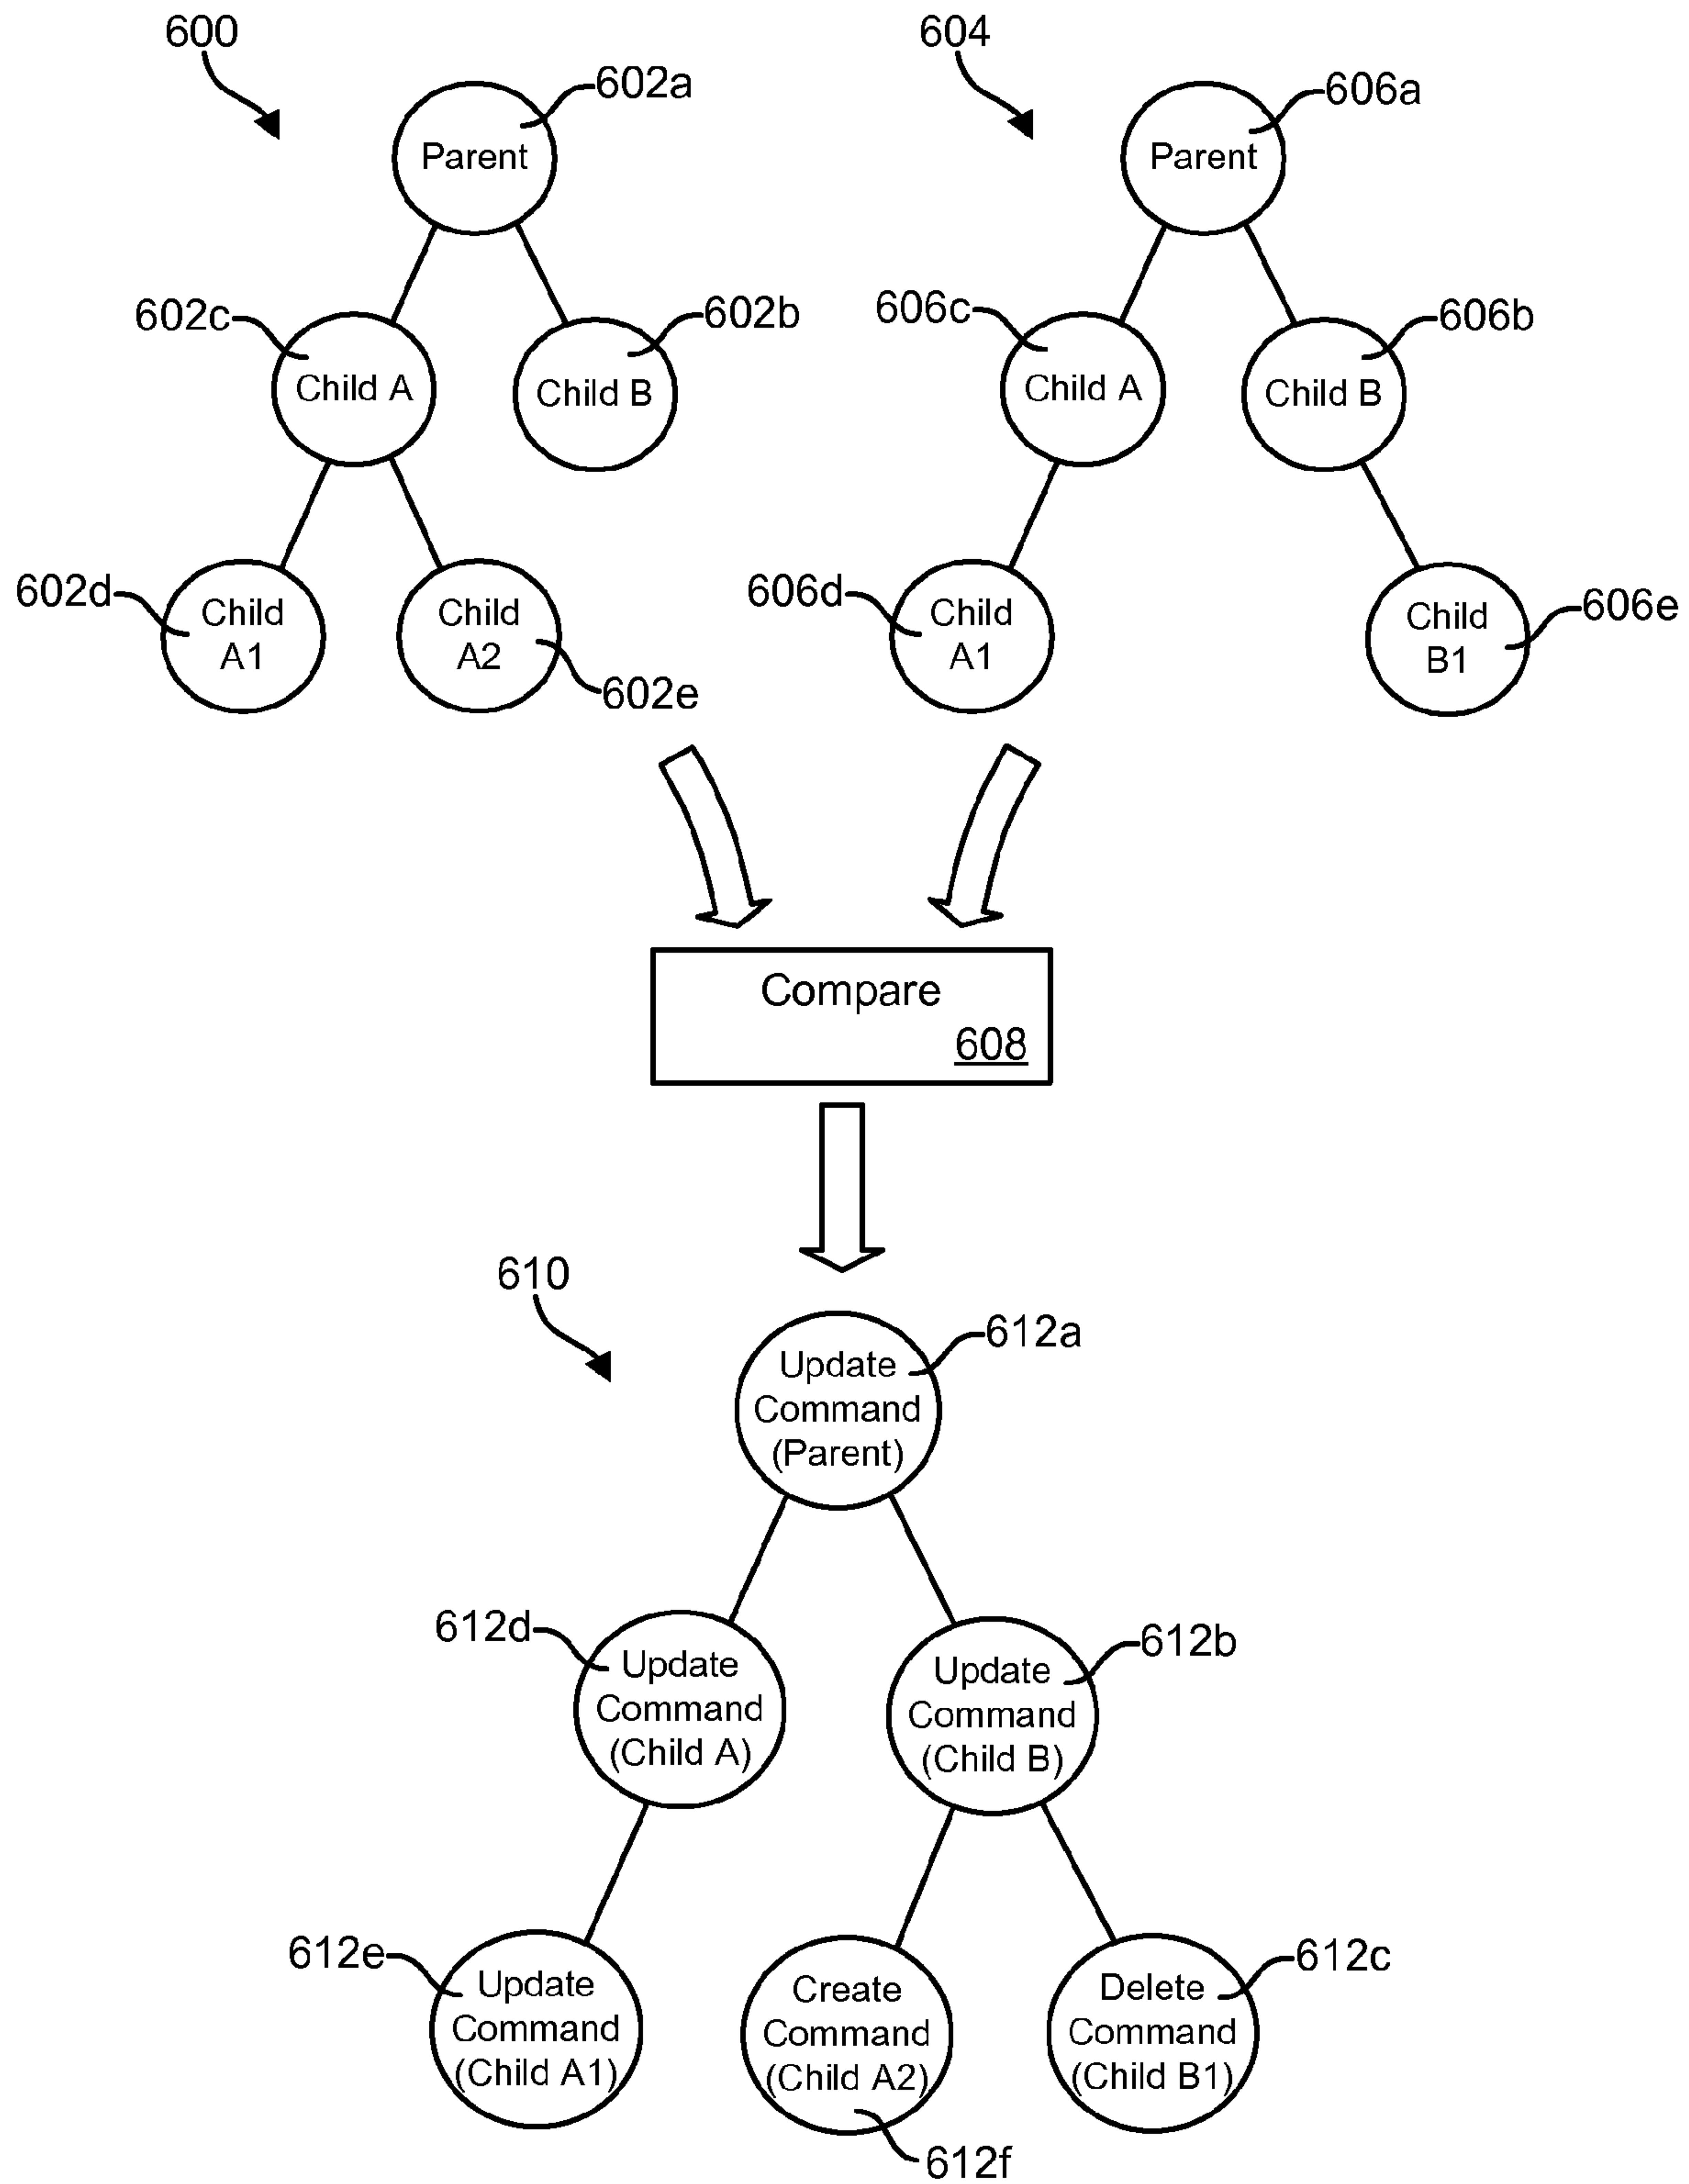 600
604
602a
606a
Parent
Parent
602c
602b
606c
606b
Child A
Child B
Child A
Child B
602d
Child
A1
Child
A2
602e
606d
Child
A1
Child
B1
606e
Compare
608
610
612a
Update
Command
(Parent)
612d
Update
Command
(Child A)
612b
Update
Command
(Child B)
612e
Update
Command
(Child A1)
Create
Command
(Child A2)
612f
Delete
Command
(Child B1)
612c